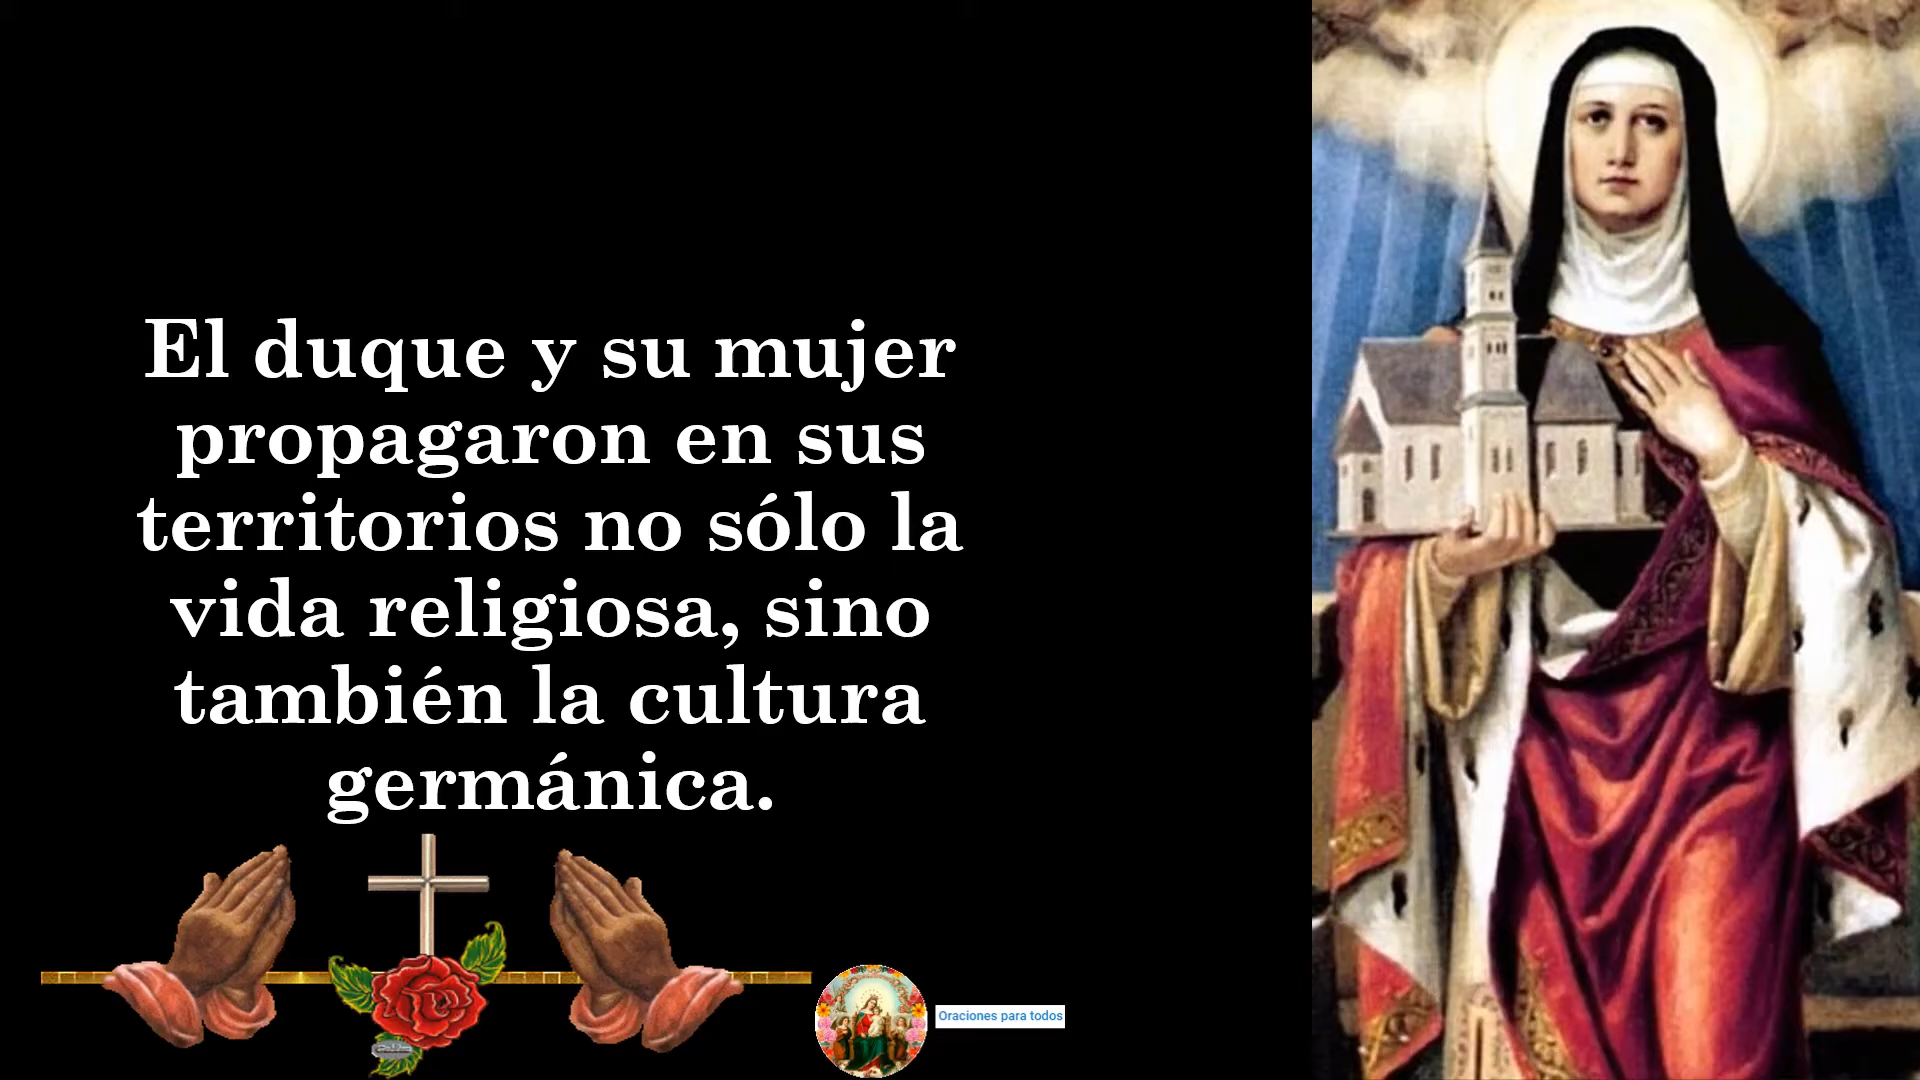 El duque y su mujer
propagaron en sus
territorios no sólo la
vida religiosa, sino
también la cultura
germánica.
Oraciones para todos